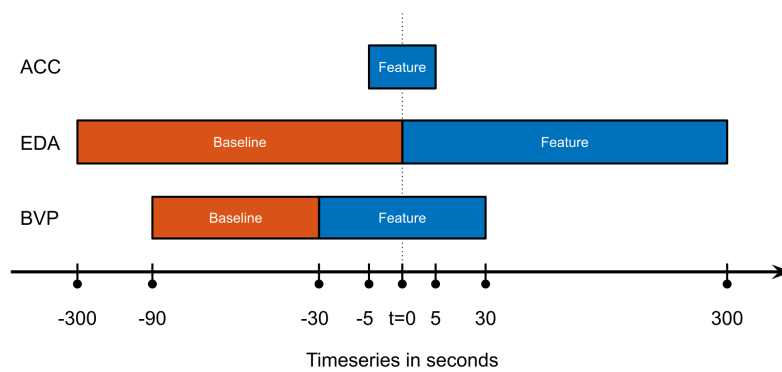 ACC
Feature
EDA
Baseline
Feature
BVP
Baseline
Feature
-300 -90 -30 -5 t=0 5 30 300
Timeseries in seconds